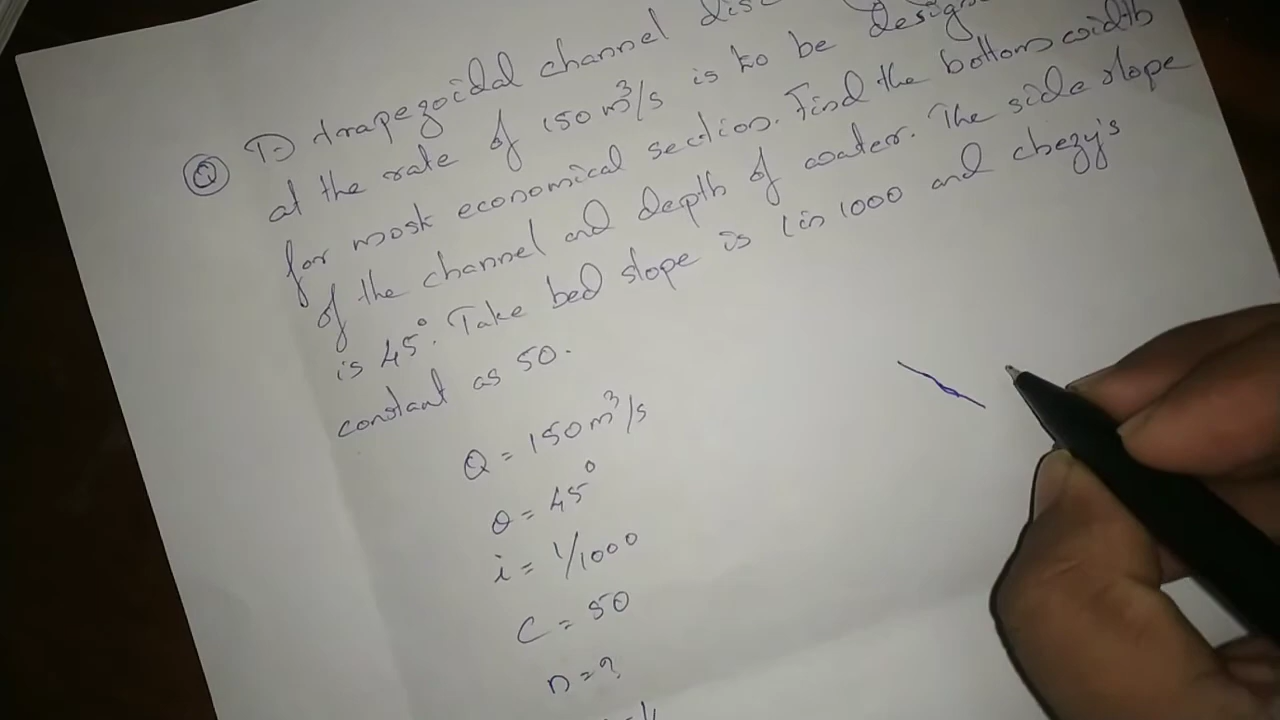 Q A trapezoidal channel
at the rate of 150 m³/s is to be
for most economical section. Find the bottom width
of the channel and depth of water. The side slope
is 45°. Take bed slope is 1 in 1000 and chezy's
constant as 50.
Q = 150 m³/s
θ = 45°
i = 1/1000
C = 50
n = ?